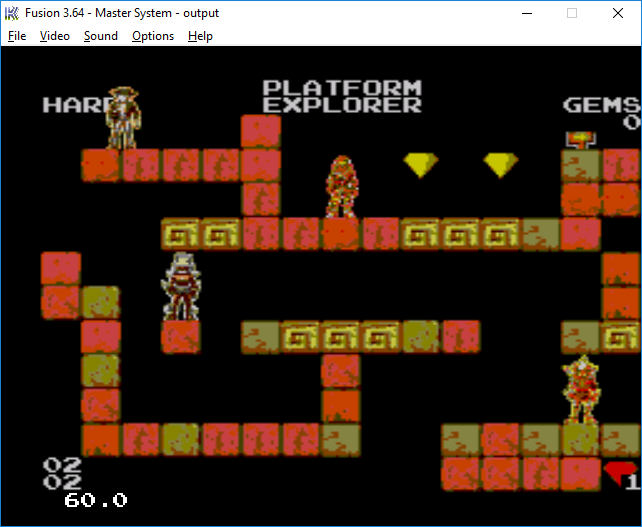 Fusion 3.64 - Master System - output
File Video Sound Options Help
PLATFORM
HARD EXPLORER GEMS
0
02
02
1
60.0